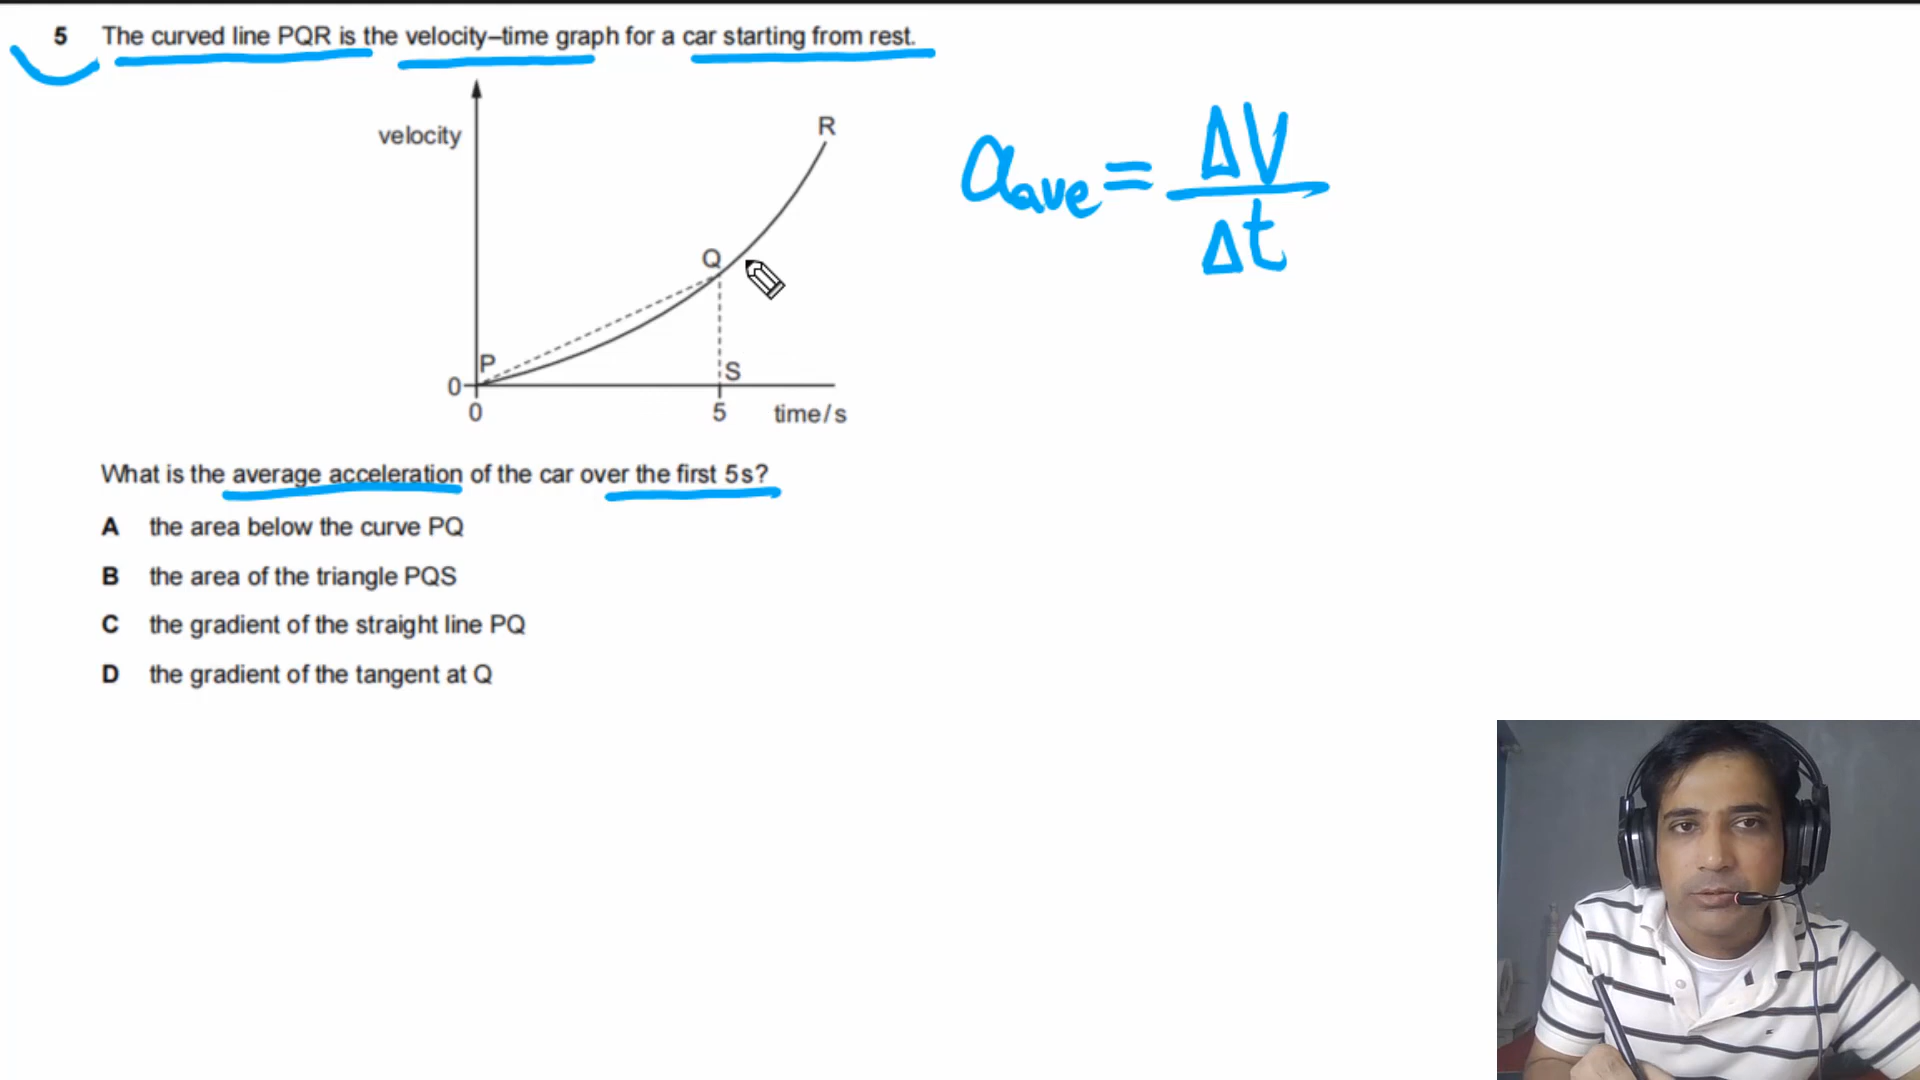 5 The curved line PQR is the velocity–time graph for a car starting from rest.
velocity
R
Q
P
S
0
0
5
time/s
a_ave = ΔV
Δt
What is the average acceleration of the car over the first 5s?
A the area below the curve PQ
B the area of the triangle PQS
C the gradient of the straight line PQ
D the gradient of the tangent at Q